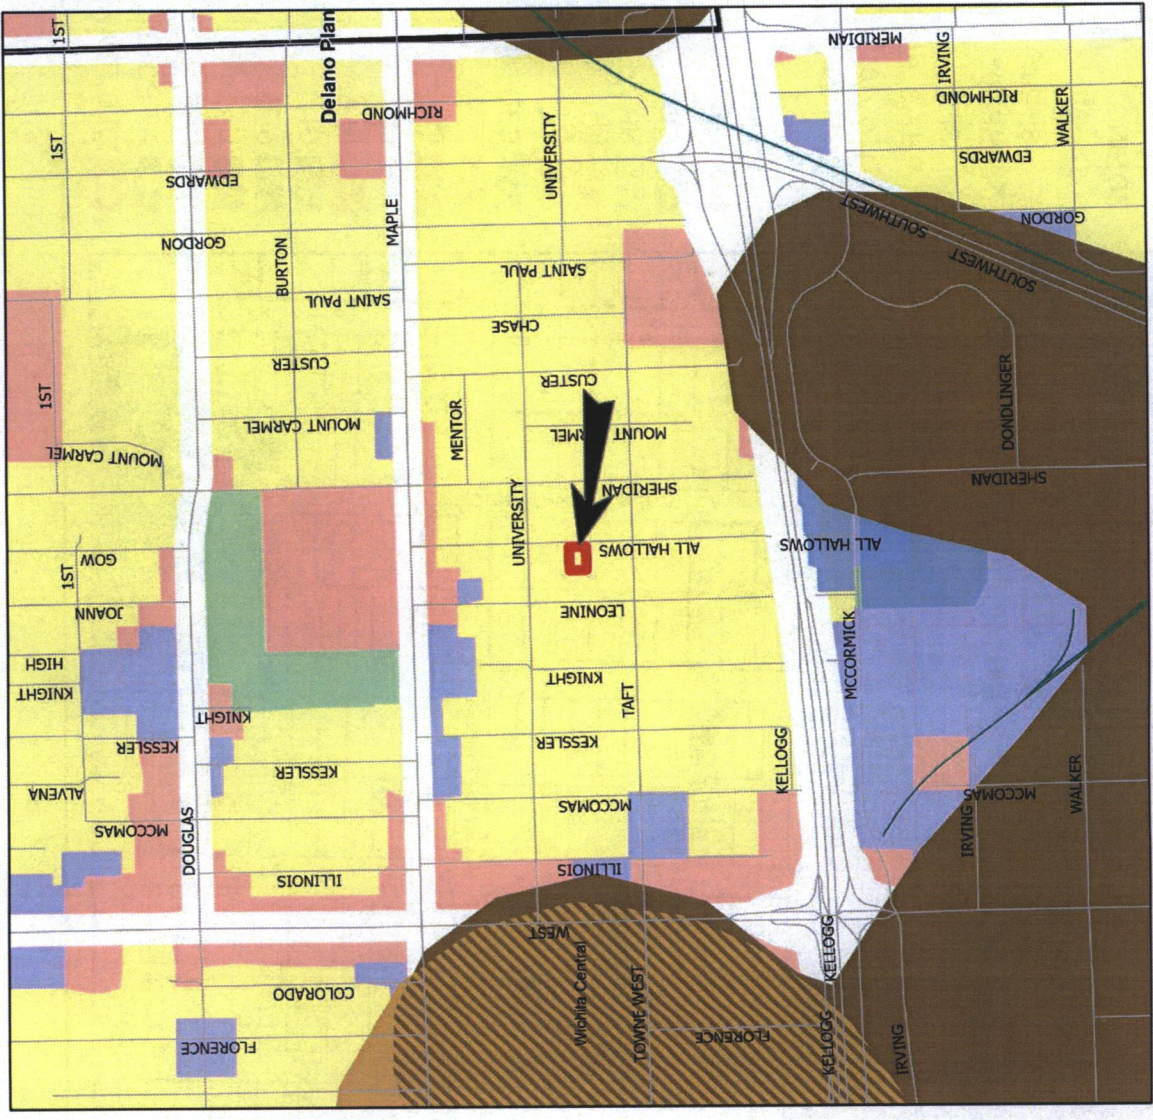 1ST
Delano Plan
MERIDIAN
IRVING
RICHMOND
RICHMOND
WALKER
1ST
UNIVERSITY
EDWARDS
EDWARDS
MAPLE
GORDON
SOUTHWEST
GORDON
BURTON
SAINT PAUL
SOUTHWEST
SAINT PAUL
CHASE
1ST
CUSTER
CUSTER
DONDLINGER
MOUNT CARMEL
MENTOR
MOUNT CARMEL
MOUNT CARMEL
SHERIDAN
SHERIDAN
UNIVERSITY
ALL HALLOWS
ALL HALLOWS
GOW
1ST
JOANN
LEONINE
MCCORMICK
HIGH
KNIGHT
KNIGHT
TAFT
KNIGHT
KESSLER
KESSLER
KESSLER
KELLOGG
ALVENA
MCCOMAS
WALKER
MCCOMAS
MCCOMAS
IRVING
DOUGLAS
ILLINOIS
ILLINOIS
WEST
KELLOGG
Wichita Central
COLORADO
TOWNE WEST
FLORENCE
FLORENCE
KELLOGG
IRVING